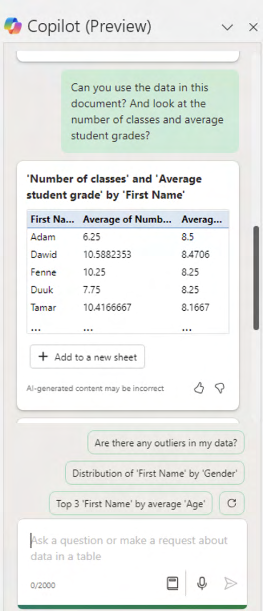 Copilot (Preview)
Can you use the data in this
document? And look at the
number of classes and average
student grades?
'Number of classes' and 'Average
student grade' by 'First Name'
First Na... Average of Numb... Averag...
Adam 6.25 8.5
Dawid 10.5882353 8.4706
Fenne 10.25 8.25
Duuk 7.75 8.25
Tamar 10.4166667 8.1667
... ... ...
+ Add to a new sheet
AI-generated content may be incorrect
Are there any outliers in my data?
Distribution of 'First Name' by 'Gender'
Top 3 'First Name' by average 'Age'
Ask a question or make a request about
data in a table
0/2000